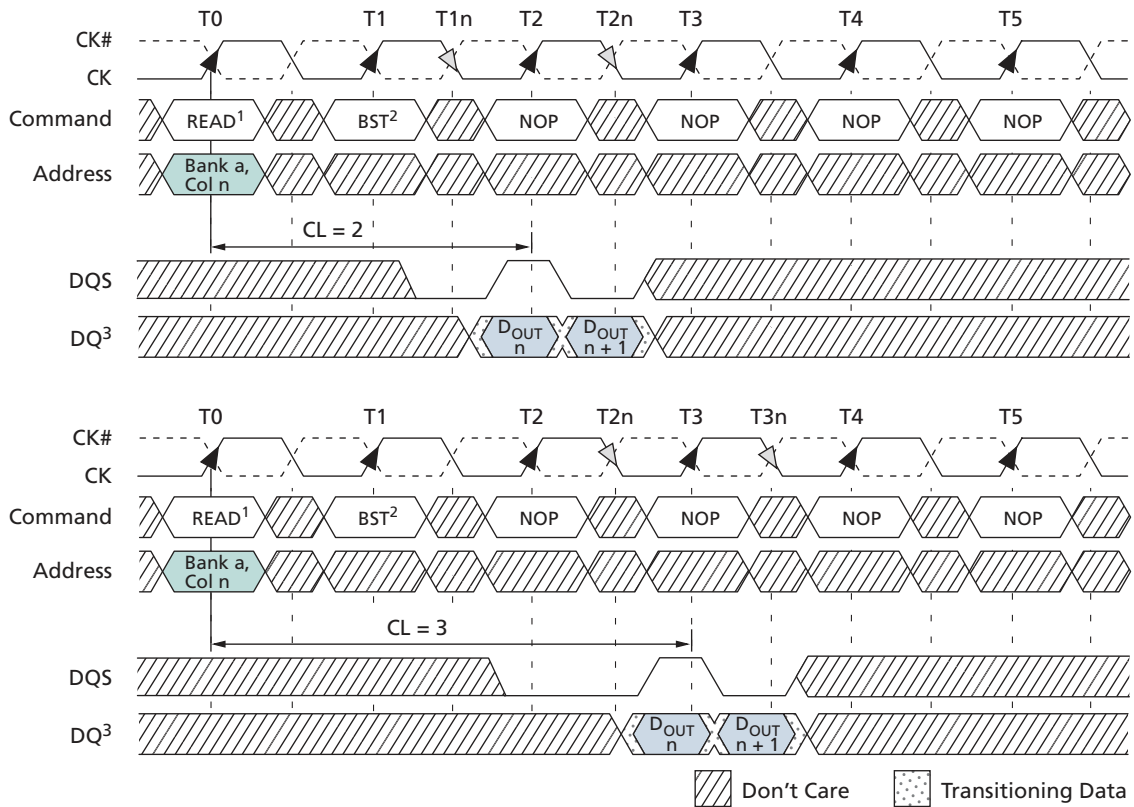 T0 T1 T1n T2 T2n T3 T4 T5
CK#
CK
Command READ¹ BST² NOP NOP NOP NOP
Address Bank a,
Col n
CL = 2
DQS
DQ³ DOUT n DOUT n + 1
T0 T1 T2 T2n T3 T3n T4 T5
CK#
CK
Command READ¹ BST² NOP NOP NOP NOP
Address Bank a,
Col n
CL = 3
DQS
DQ³ DOUT n DOUT n + 1
Don't Care Transitioning Data